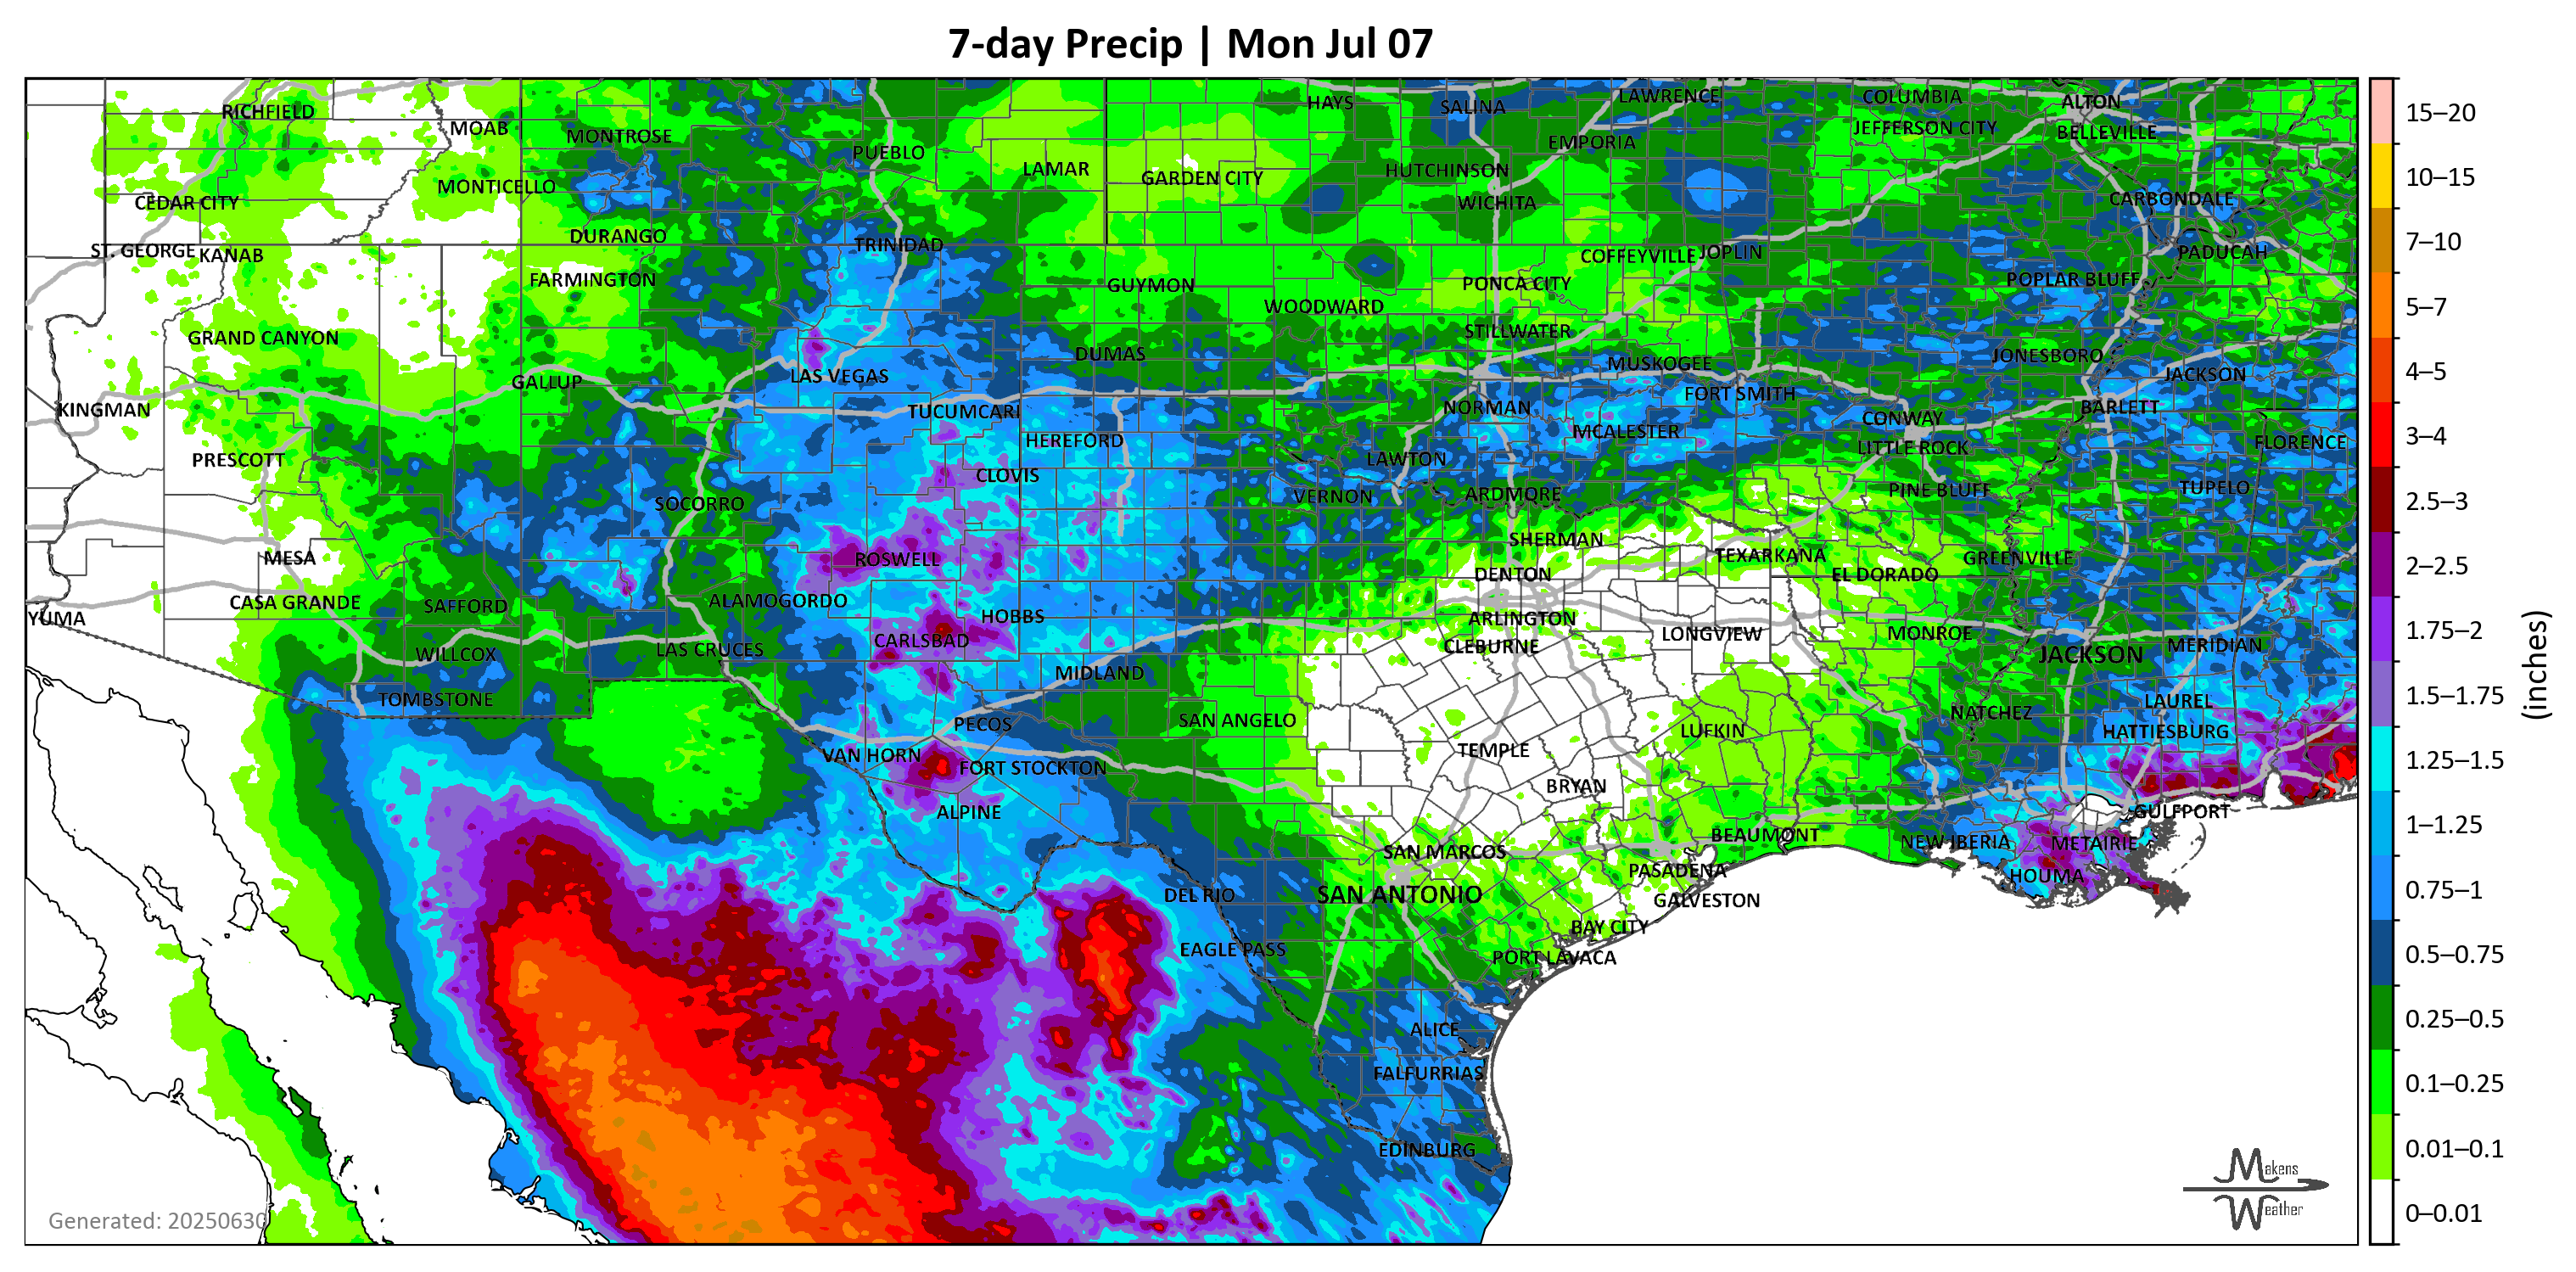 7-day Precip | Mon Jul 07
RICHFIELD
MOAB
MONTROSE
PUEBLO
LAMAR
GARDEN CITY
HAYS
SALINA
LAWRENCE
COLUMBIA
ALTON
JEFFERSON CITY
BELLEVILLE
EMPORIA
HUTCHINSON
MONTICELLO
CEDAR CITY
WICHITA
CARBONDALE
DURANGO
TRINIDAD
ST. GEORGE
KANAB
COFFEYVILLE
JOPLIN
PADUCAH
FARMINGTON
GUYMON
PONCA CITY
POPLAR BLUFF
WOODWARD
GRAND CANYON
STILLWATER
DUMAS
MUSKOGEE
JONESBORO
GALLUP
LAS VEGAS
FORT SMITH
JACKSON
KINGMAN
TUCUMCARI
NORMAN
CONWAY
BARLETT
HEREFORD
MCALESTER
LITTLE ROCK
FLORENCE
PRESCOTT
CLOVIS
LAWTON
SOCORRO
VERNON
ARDMORE
PINE BLUFF
TUPELO
MESA
ROSWELL
SHERMAN
TEXARKANA
GREENVILLE
DENTON
EL DORADO
CASA GRANDE
SAFFORD
ALAMOGORDO
YUMA
HOBBS
ARLINGTON
CARLSBAD
CLEBURNE
LONGVIEW
MONROE
WILLCOX
LAS CRUCES
JACKSON
MERIDIAN
MIDLAND
TOMBSTONE
LAUREL
PECOS
SAN ANGELO
LUFKIN
NATCHEZ
HATTIESBURG
VAN HORN
FORT STOCKTON
TEMPLE
BRYAN
ALPINE
GULFPORT
BEAUMONT
NEW IBERIA
METAIRIE
SAN MARCOS
PASADENA
HOUMA
DEL RIO
SAN ANTONIO
GALVESTON
BAY CITY
EAGLE PASS
PORT LAVACA
ALICE
FALFURRIAS
EDINBURG
Generated: 20250630
Makens
Weather
15–20
10–15
7–10
5–7
4–5
3–4
2.5–3
2–2.5
1.75–2
1.5–1.75
1.25–1.5
1–1.25
0.75–1
0.5–0.75
0.25–0.5
0.1–0.25
0.01–0.1
0–0.01
(inches)